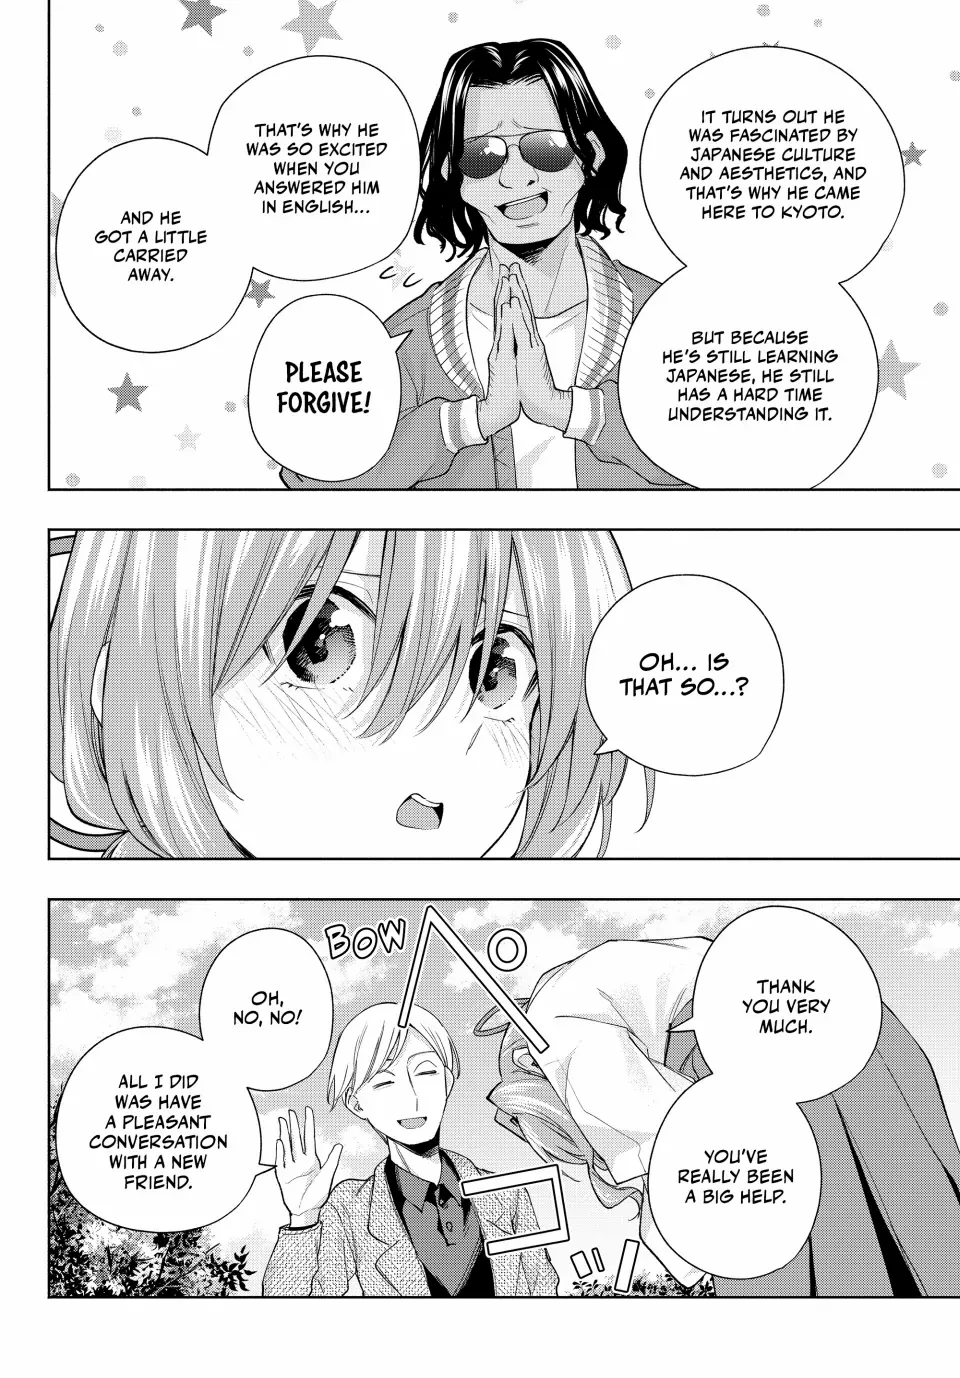 IT TURNS OUT HE
WAS FASCINATED BY
JAPANESE CULTURE
AND AESTHETICS, AND
THAT'S WHY HE CAME
HERE TO KYOTO.
BUT BECAUSE
HE'S STILL LEARNING
JAPANESE, HE STILL
HAS A HARD TIME
UNDERSTANDING IT.
THAT'S WHY HE
WAS SO EXCITED
WHEN YOU
ANSWERED HIM
IN ENGLISH...
AND HE
GOT A LITTLE
CARRIED
AWAY.
PLEASE
FORGIVE!
OH... IS
THAT SO...?
THANK
YOU VERY
MUCH.
YOU'VE
REALLY BEEN
A BIG HELP.
BOW
ペコッ
OH,
NO, NO!
ALL I DID
WAS HAVE
A PLEASANT
CONVERSATION
WITH A NEW
FRIEND.